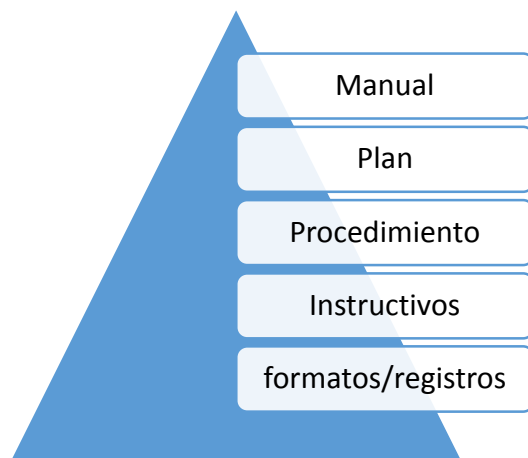 Manual
Plan
Procedimiento
Instructivos
formatos/registros